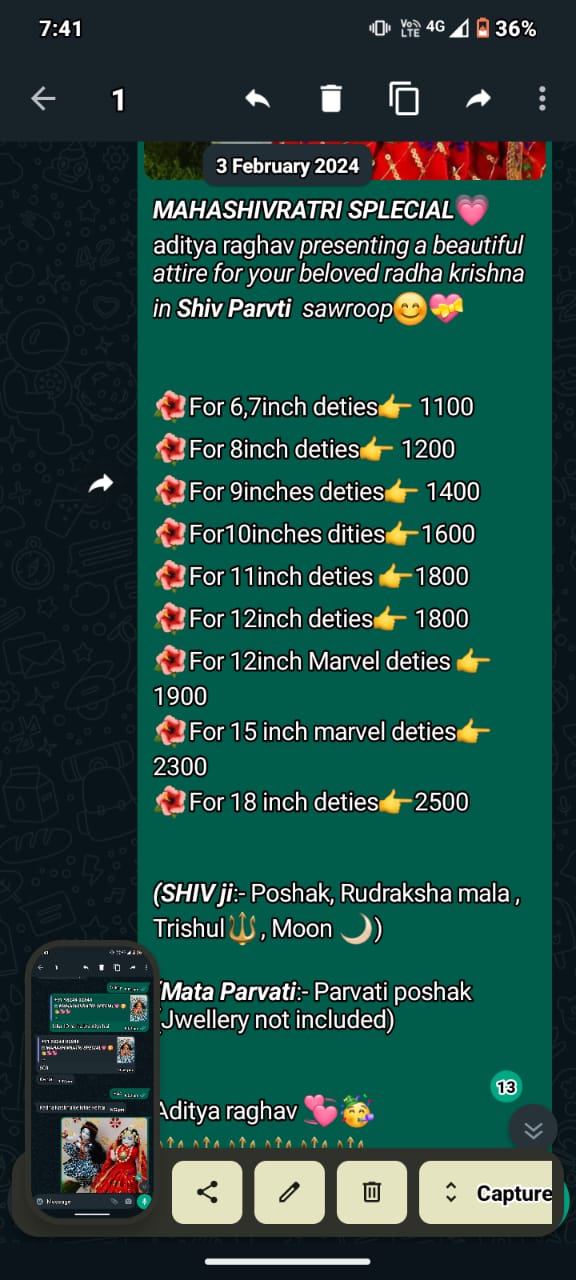 7:41
Vo) LTE 4G 36%
1
3 February 2024
MAHASHIVRATRI SPLECIAL💗
aditya raghav presenting a beautiful
attire for your beloved radha krishna
in Shiv Parvti sawroop😊💝
🌺For 6,7inch deties👉 1100
🌺For 8inch deties👉 1200
🌺For 9inches deties👉 1400
🌺For10inches dities👉1600
🌺For 11inch deties 👉1800
🌺For 12inch deties👉 1800
🌺For 12inch Marvel deties 👉
1900
🌺For 15 inch marvel deties👉
2300
🌺For 18 inch deties👉2500
(SHIV ji:- Poshak, Rudraksha mala ,
Trishul🔱, Moon 🌙)
(Mata Parvati:- Parvati poshak
(Jwellery not included)
13
Aditya raghav 💞🥳
Message
Capture